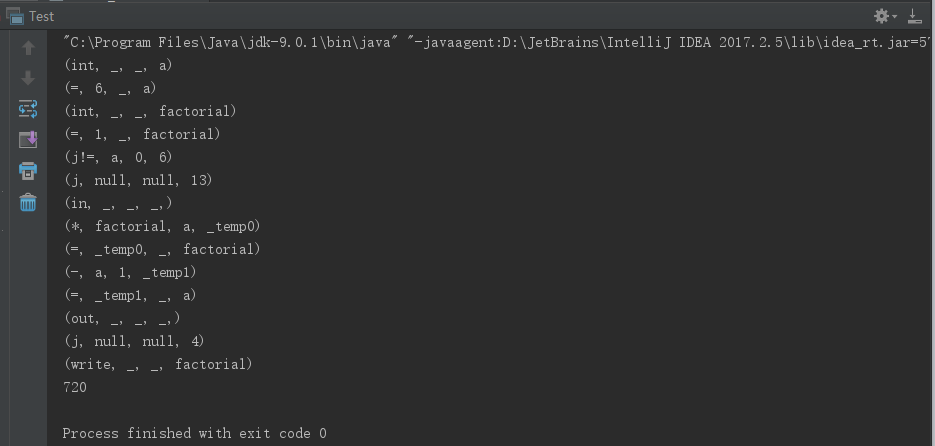 Test
"C:\Program Files\Java\jdk-9.0.1\bin\java" "-javaagent:D:\JetBrains\IntelliJ IDEA 2017.2.5\lib\idea_rt.jar=57
(int, _, _, a)
(=, 6, _, a)
(int, _, _, factorial)
(=, 1, _, factorial)
(j!=, a, 0, 6)
(j, null, null, 13)
(in, _, _, _,)
(*, factorial, a, _temp0)
(=, _temp0, _, factorial)
(-, a, 1, _temp1)
(=, _temp1, _, a)
(out, _, _, _,)
(j, null, null, 4)
(write, _, _, factorial)
720
Process finished with exit code 0